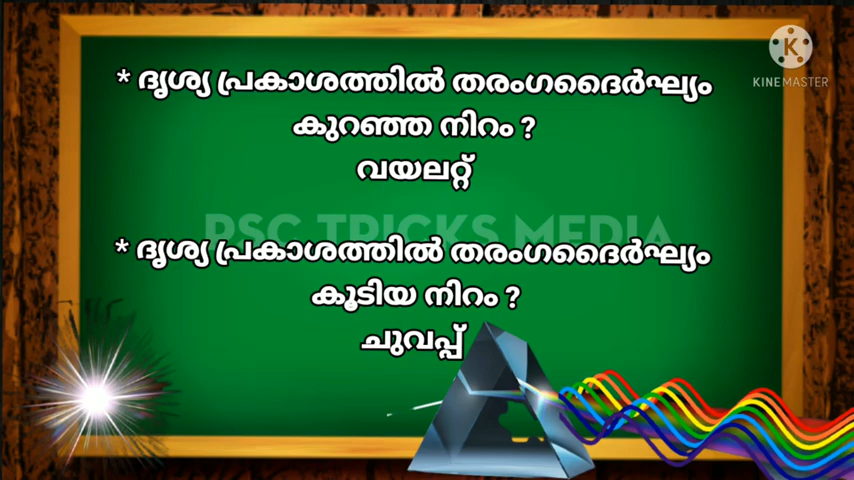 K
KINEMASTER
* ദൃശ്യ പ്രകാശത്തിൽ തരംഗദൈർഘ്യം
കുറഞ്ഞ നിറം ?
വയലറ്റ്
PSC TRICKS MEDIA
* ദൃശ്യ പ്രകാശത്തിൽ തരംഗദൈർഘ്യം
കൂടിയ നിറം ?
ചുവപ്പ്